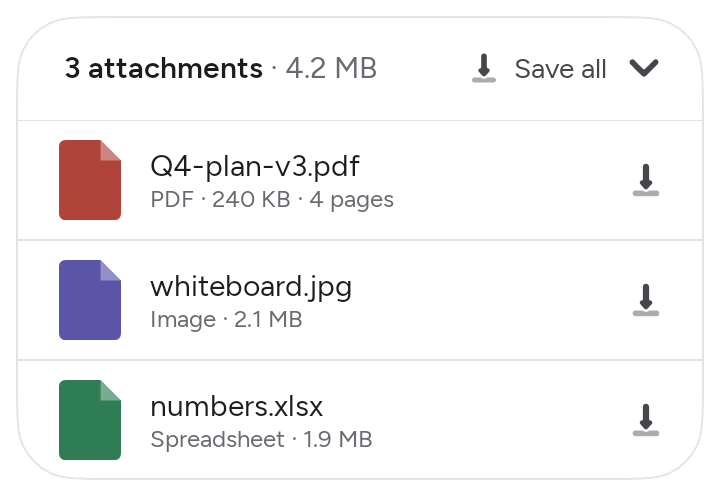 3 attachments · 4.2 MB Save all
Q4-plan-v3.pdf
PDF · 240 KB · 4 pages
whiteboard.jpg
Image · 2.1 MB
numbers.xlsx
Spreadsheet · 1.9 MB